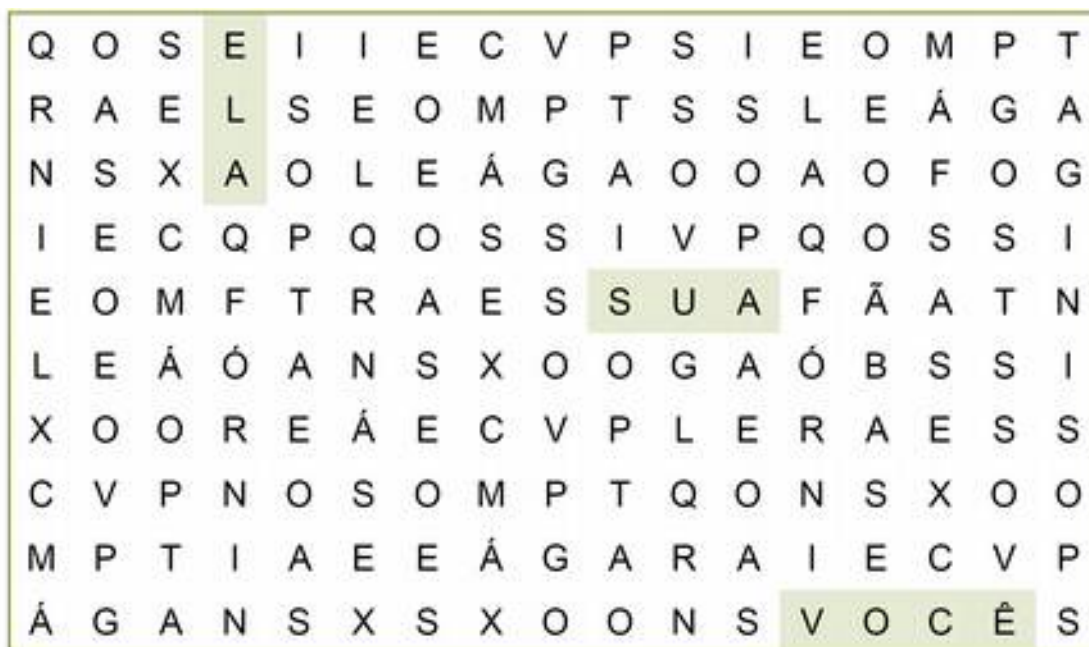 Q O S E I I E C V P S I E O M P T
R A E L S E O M P T S S L E Á G A
N S X A O L E Á G A O O A O F O G
I E C Q P Q O S S I V P Q O S S I
E O M F T R A E S S U A F Ã A T N
L E Á Ó A N S X O O G A Ó B S S I
X O O R E Á E C V P L E R A E S S
C V P N O S O M P T Q O N S X O O
M P T I A E E Á G A R A I E C V P
Á G A N S X S X O O N S V O C Ê S